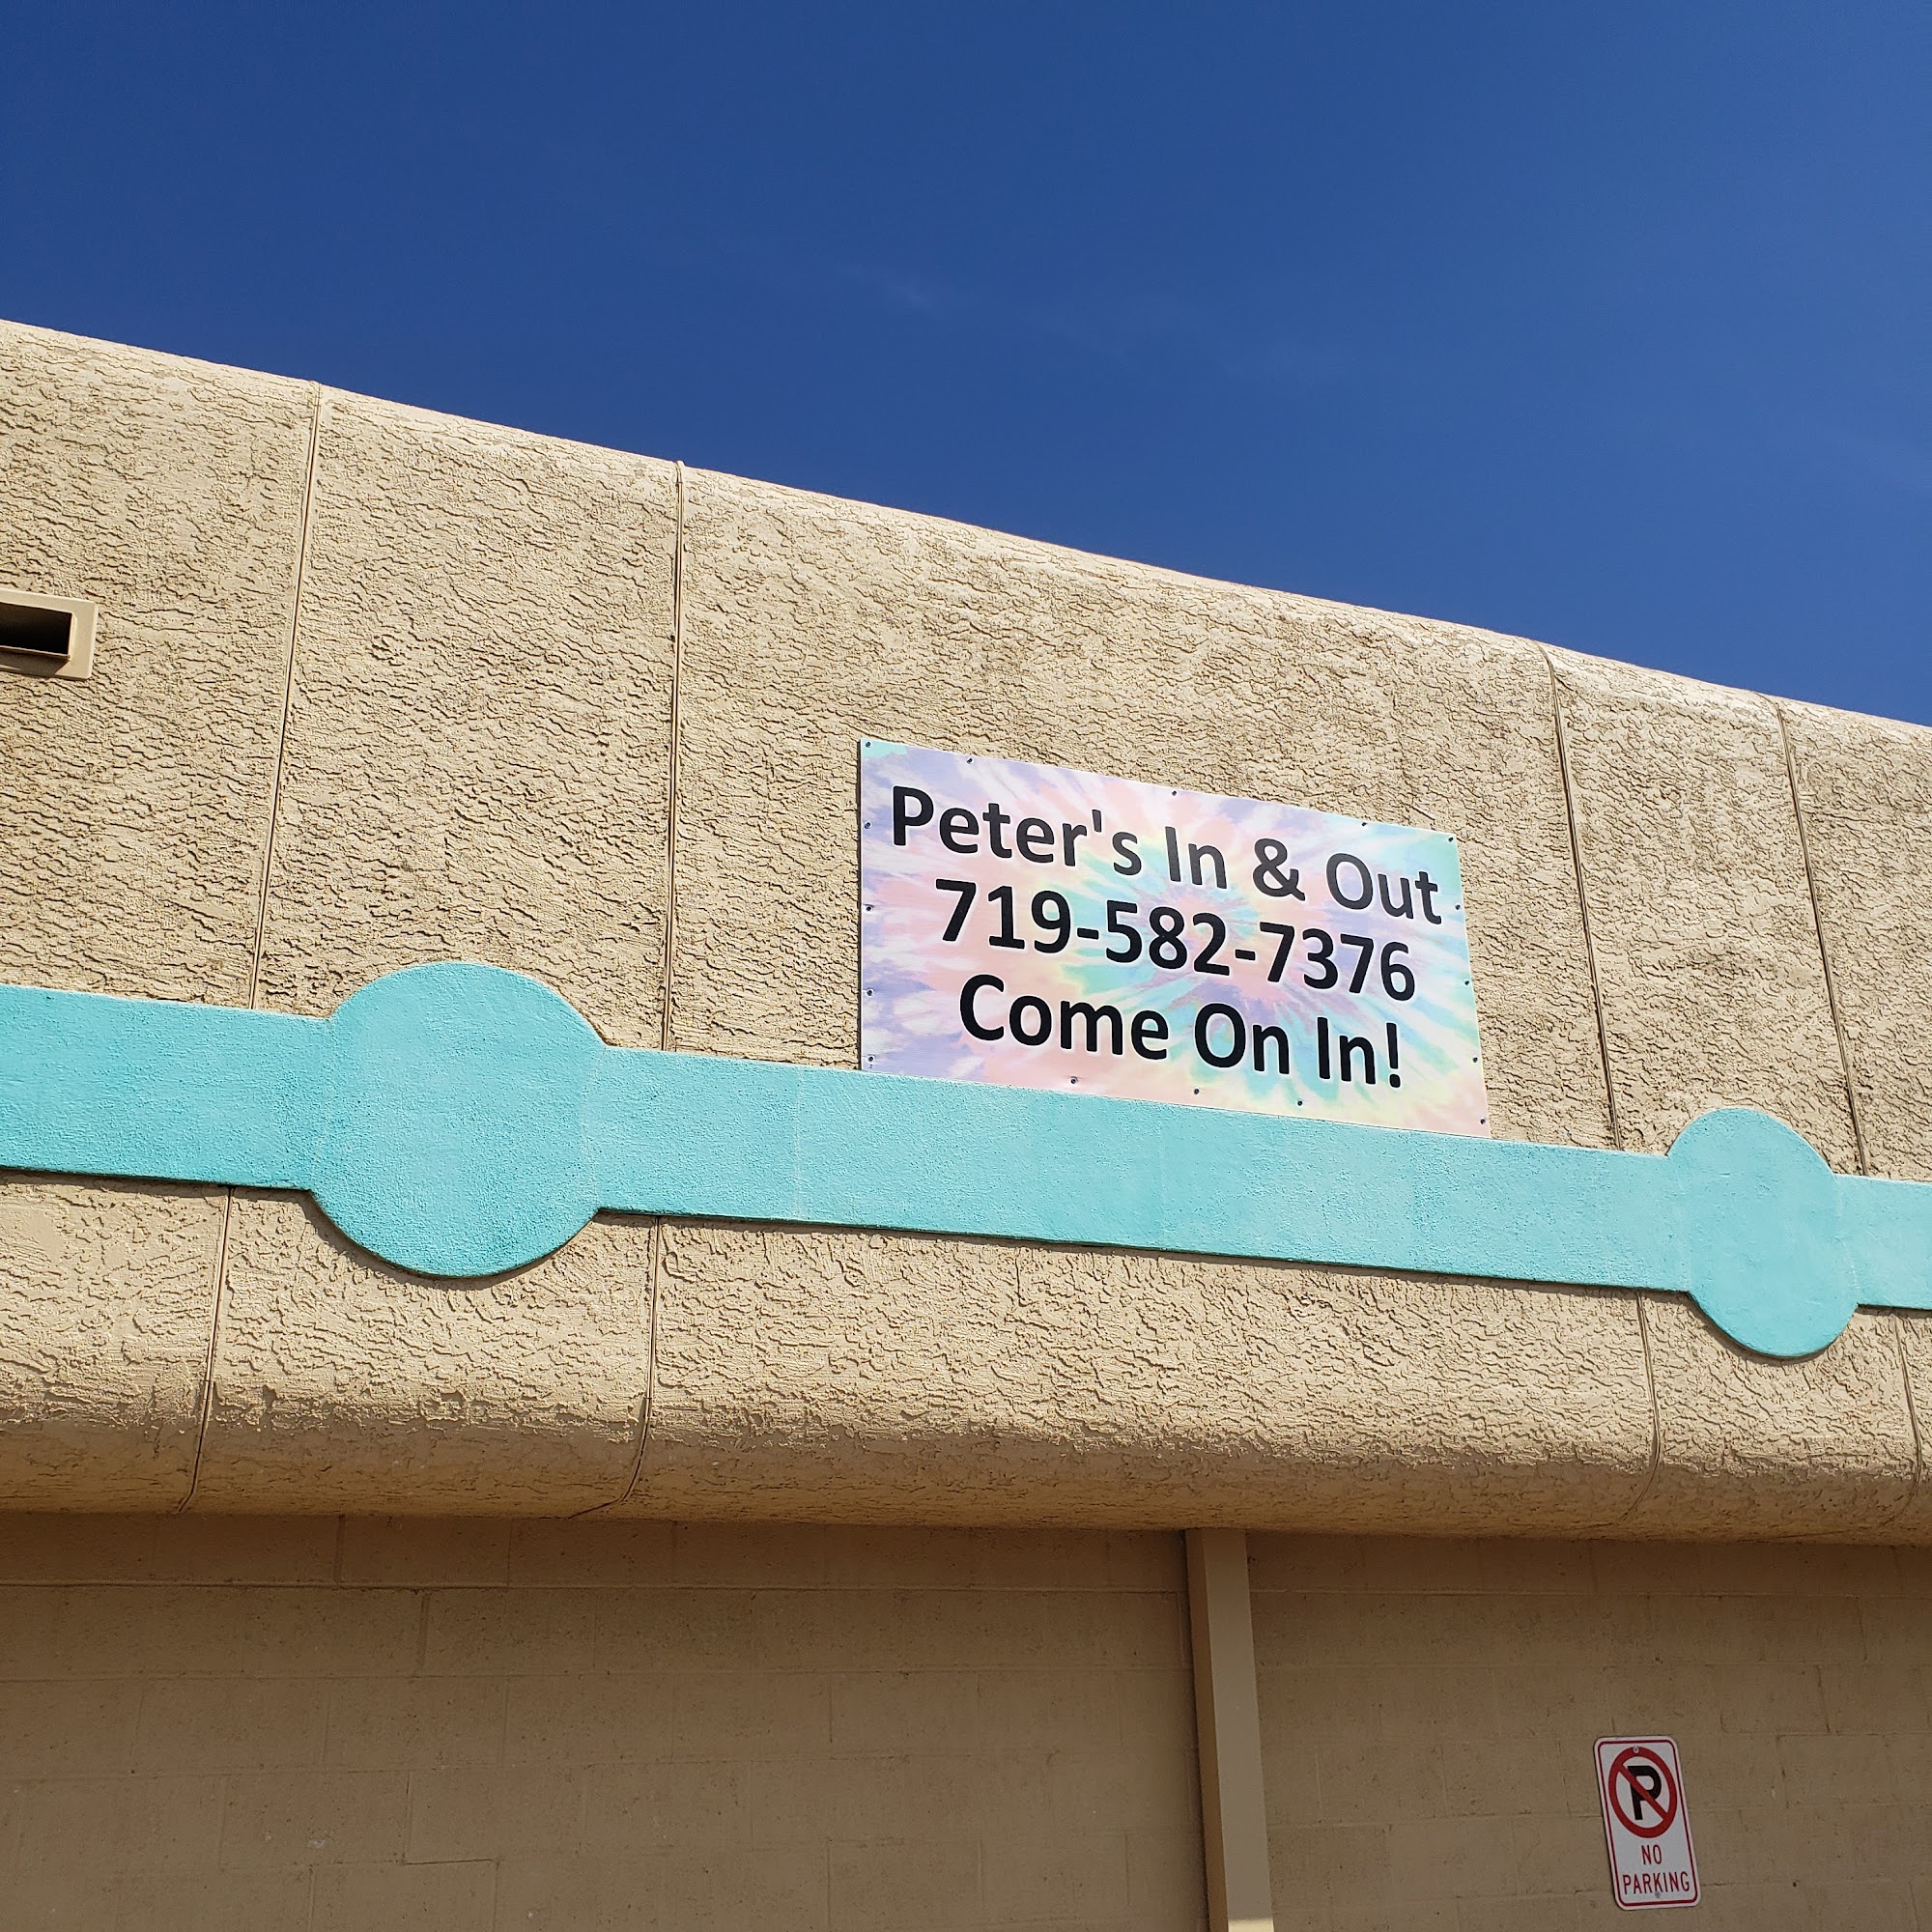 Peter's In & Out
719-582-7376
Come On In!
P
NO
PARKING